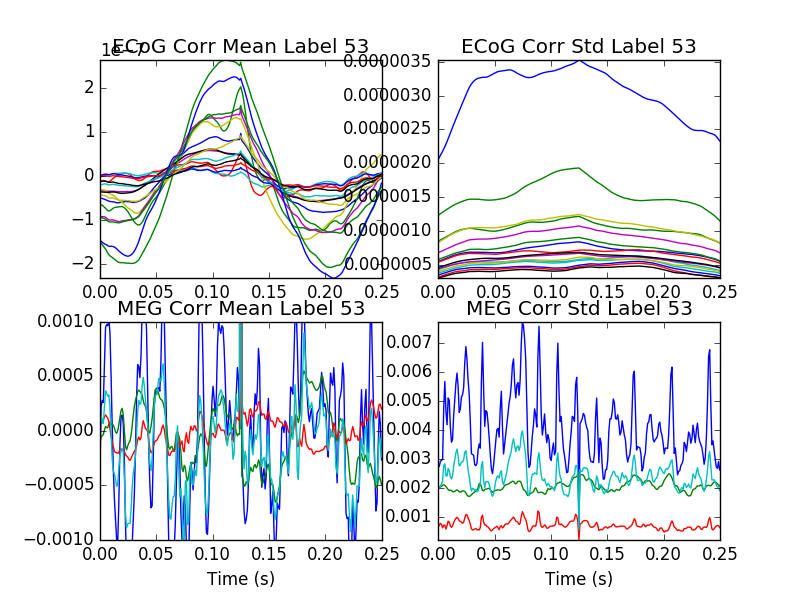 1e−7
ECoG Corr Mean Label 53
2
1
0
−1
−2
0.00 0.05 0.10 0.15 0.20 0.25
ECoG Corr Std Label 53
0.0000035
0.0000030
0.0000025
0.0000020
0.0000015
0.0000010
0.0000005
0.00 0.05 0.10 0.15 0.20 0.25
MEG Corr Mean Label 53
0.0010
0.0005
0.0000
−0.0005
−0.0010
0.00 0.05 0.10 0.15 0.20 0.25
Time (s)
MEG Corr Std Label 53
0.007
0.006
0.005
0.004
0.003
0.002
0.001
0.00 0.05 0.10 0.15 0.20 0.25
Time (s)